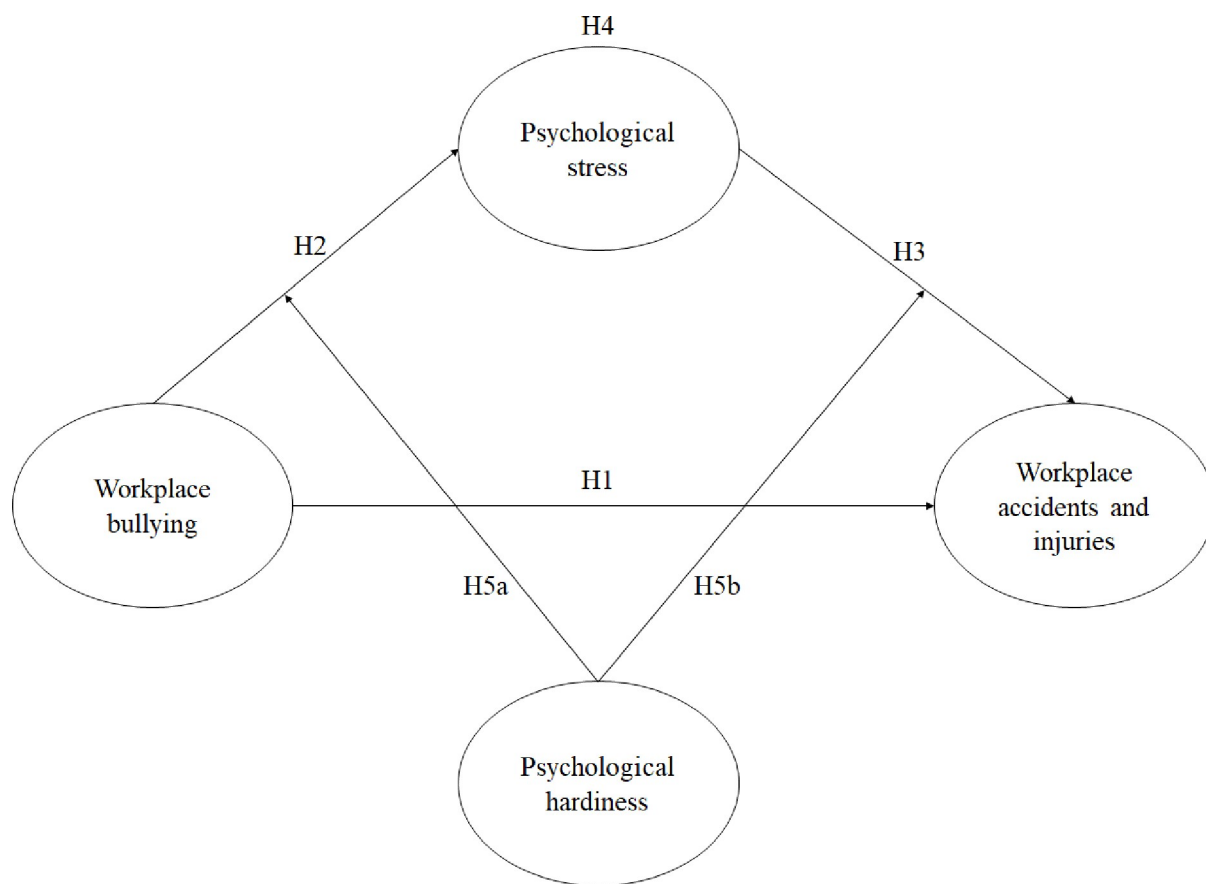 H4
Psychological
stress
H2
H3
Workplace
bullying
H1
Workplace
accidents and
injuries
H5a
H5b
Psychological
hardiness